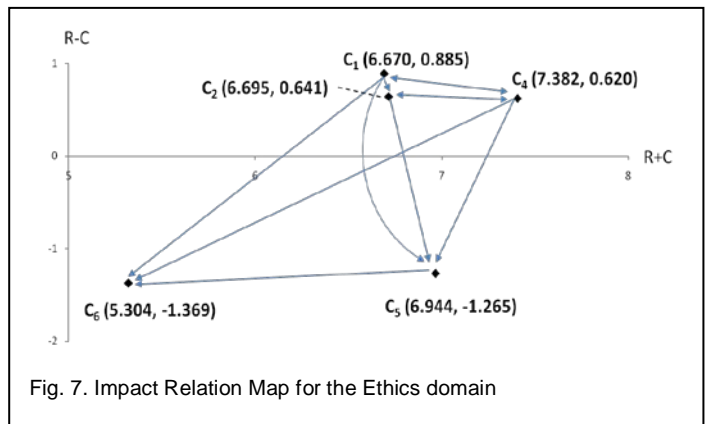 R-C
C₁ (6.670, 0.885)
1
C₂ (6.695, 0.641)
C₄ (7.382, 0.620)
0
R+C
5
6
7
8
-1
C₆ (5.304, -1.369)
C₅ (6.944, -1.265)
-2
Fig. 7. Impact Relation Map for the Ethics domain